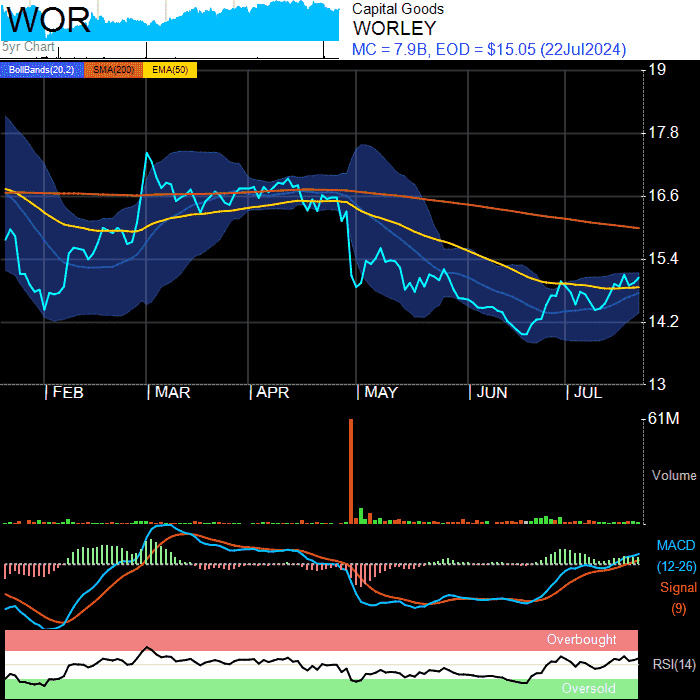 WOR
5yr Chart
Capital Goods
WORLEY
MC = 7.9B, EOD = $15.05 (22Jul2024)
BollBands(20,2) SMA(200) EMA(50)
19
17.8
16.6
15.4
14.2
13
FEB MAR APR MAY JUN JUL
61M
Volume
MACD
(12-26)
Signal
(9)
Overbought
RSI(14)
Oversold